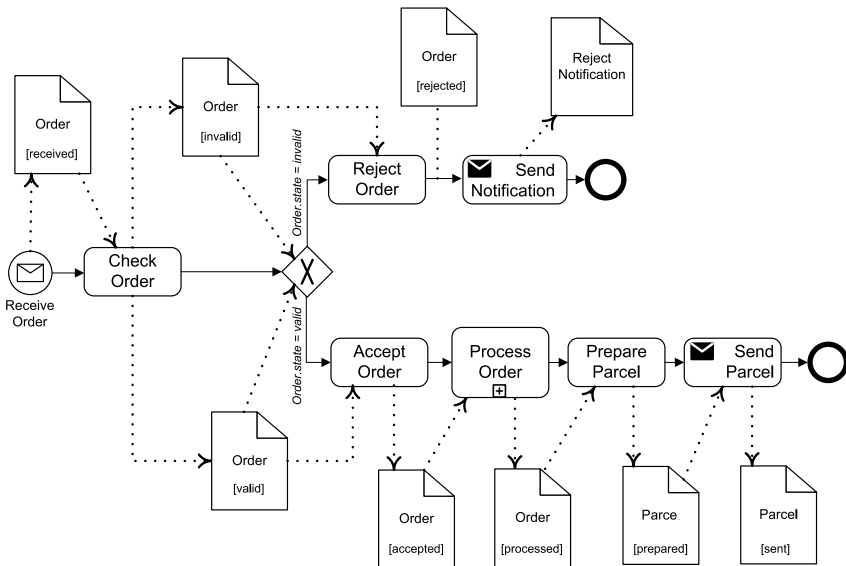 Order
[rejected]
Reject
Notification
Order
[invalid]
Order
[received]
Order.state = invalid
Reject
Order
Send
Notification
Check
Order
X
Receive
Order
Order.state = valid
Accept
Order
Process
Order
Prepare
Parcel
Send
Parcel
Order
[valid]
Order
[accepted]
Order
[processed]
Parce
[prepared]
Parcel
[sent]